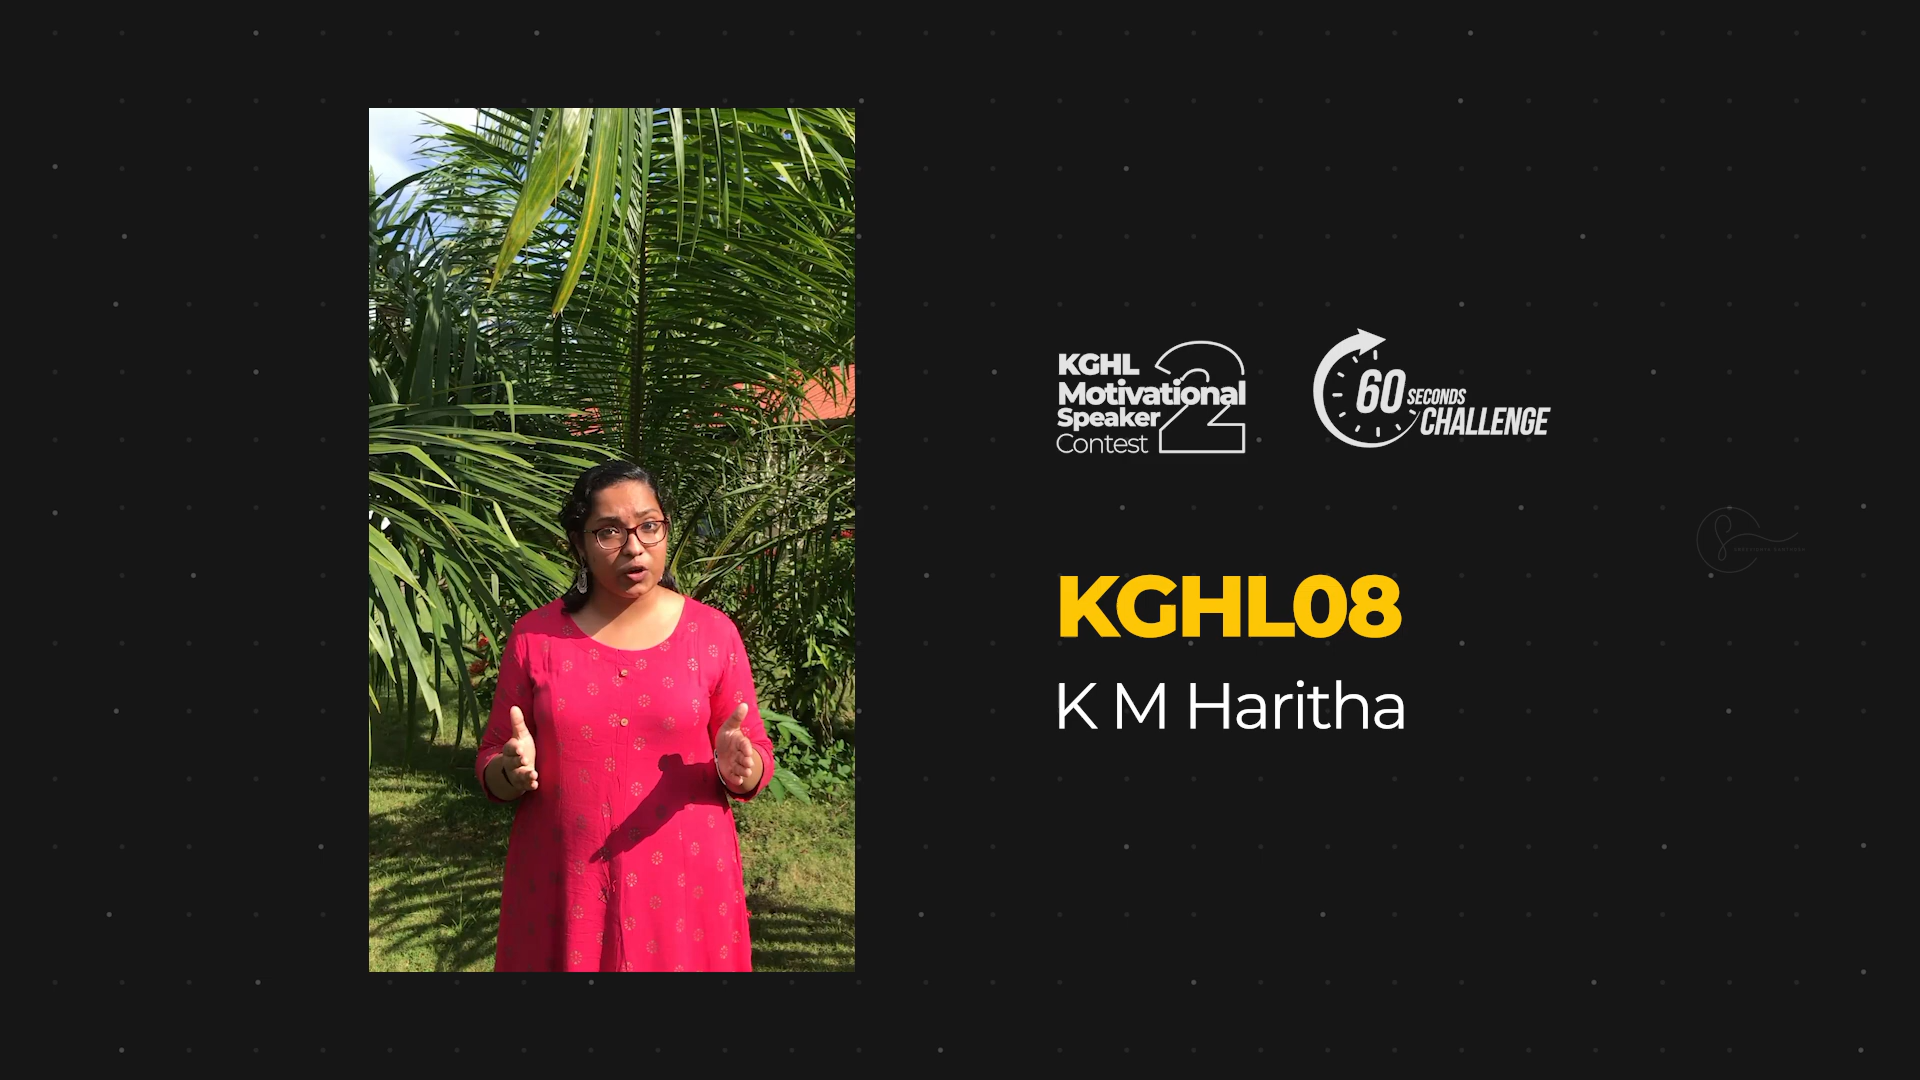 KGHL
Motivational
Speaker
Contest
2
60 SECONDS
CHALLENGE
KGHL08
K M Haritha